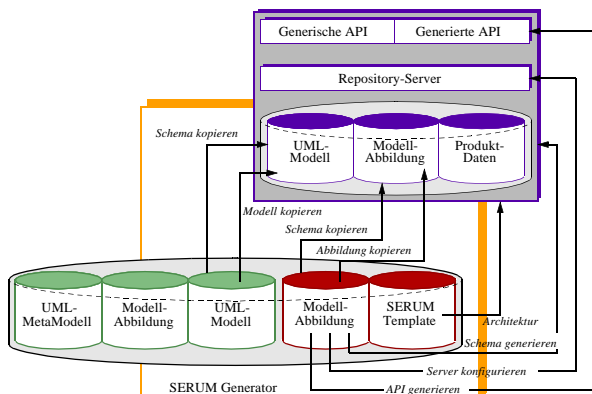 Generische API
Generierte API
Repository-Server
Schema kopieren
UML-
Modell
Modell-
Abbildung
Produkt-
Daten
Modell kopieren
Schema kopieren
Abbildung kopieren
UML-
MetaModell
Modell-
Abbildung
UML-
Modell
Modell-
Abbildung
SERUM
Template
Architektur
Schema generieren
Server konfigurieren
SERUM Generator
API generieren